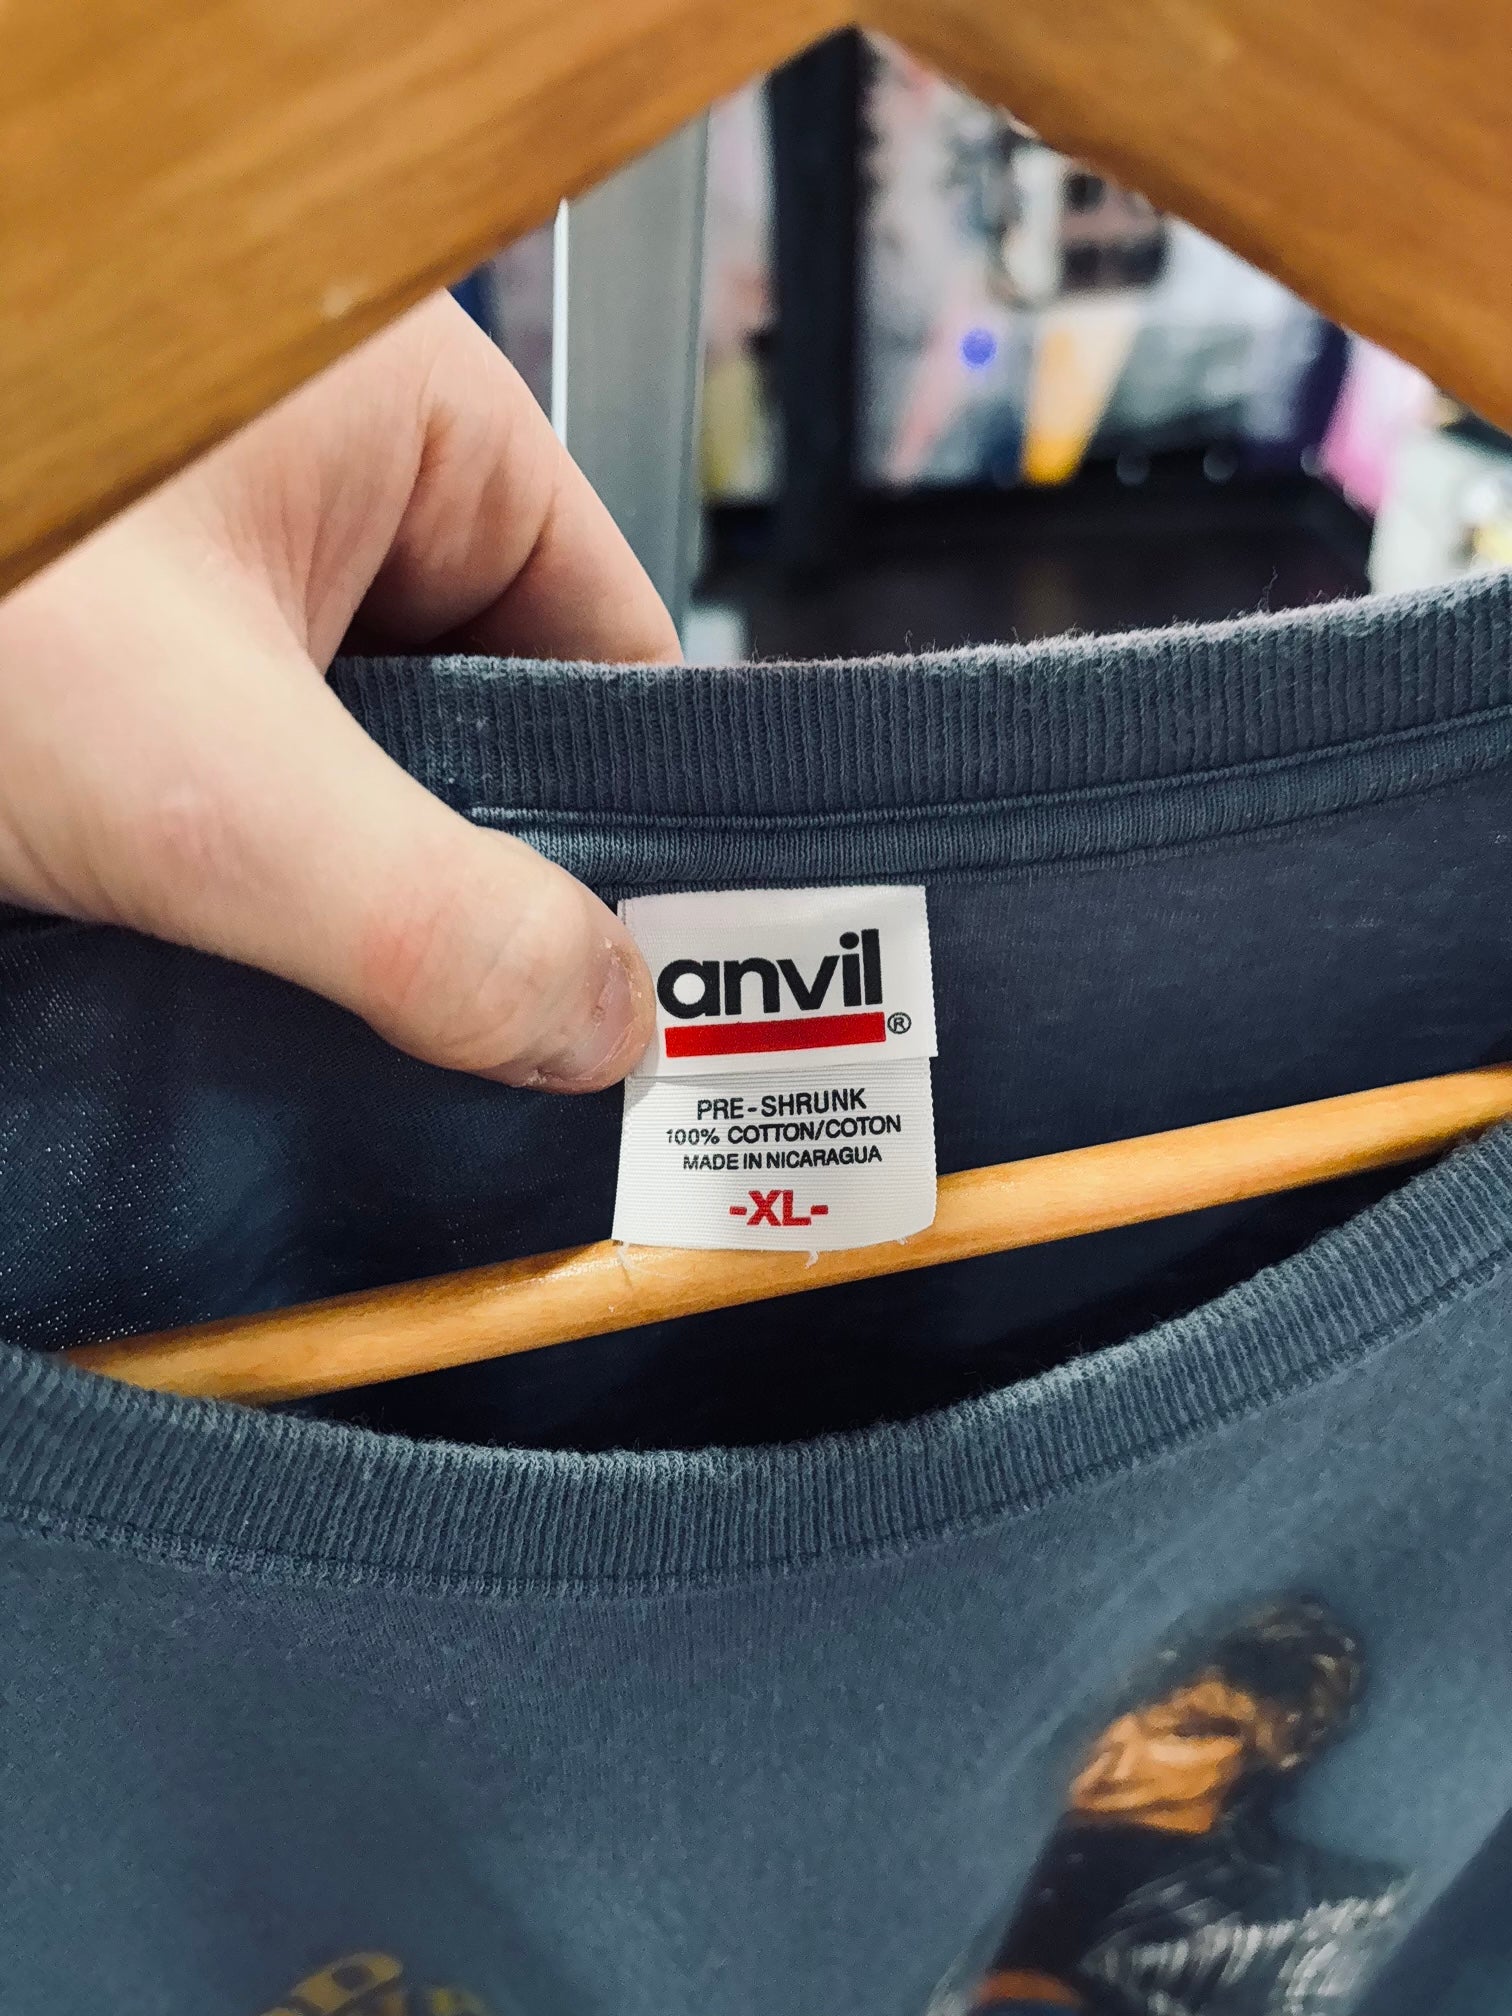 anvil®
PRE-SHRUNK
100% COTTON/COTON
MADE IN NICARAGUA
-XL-